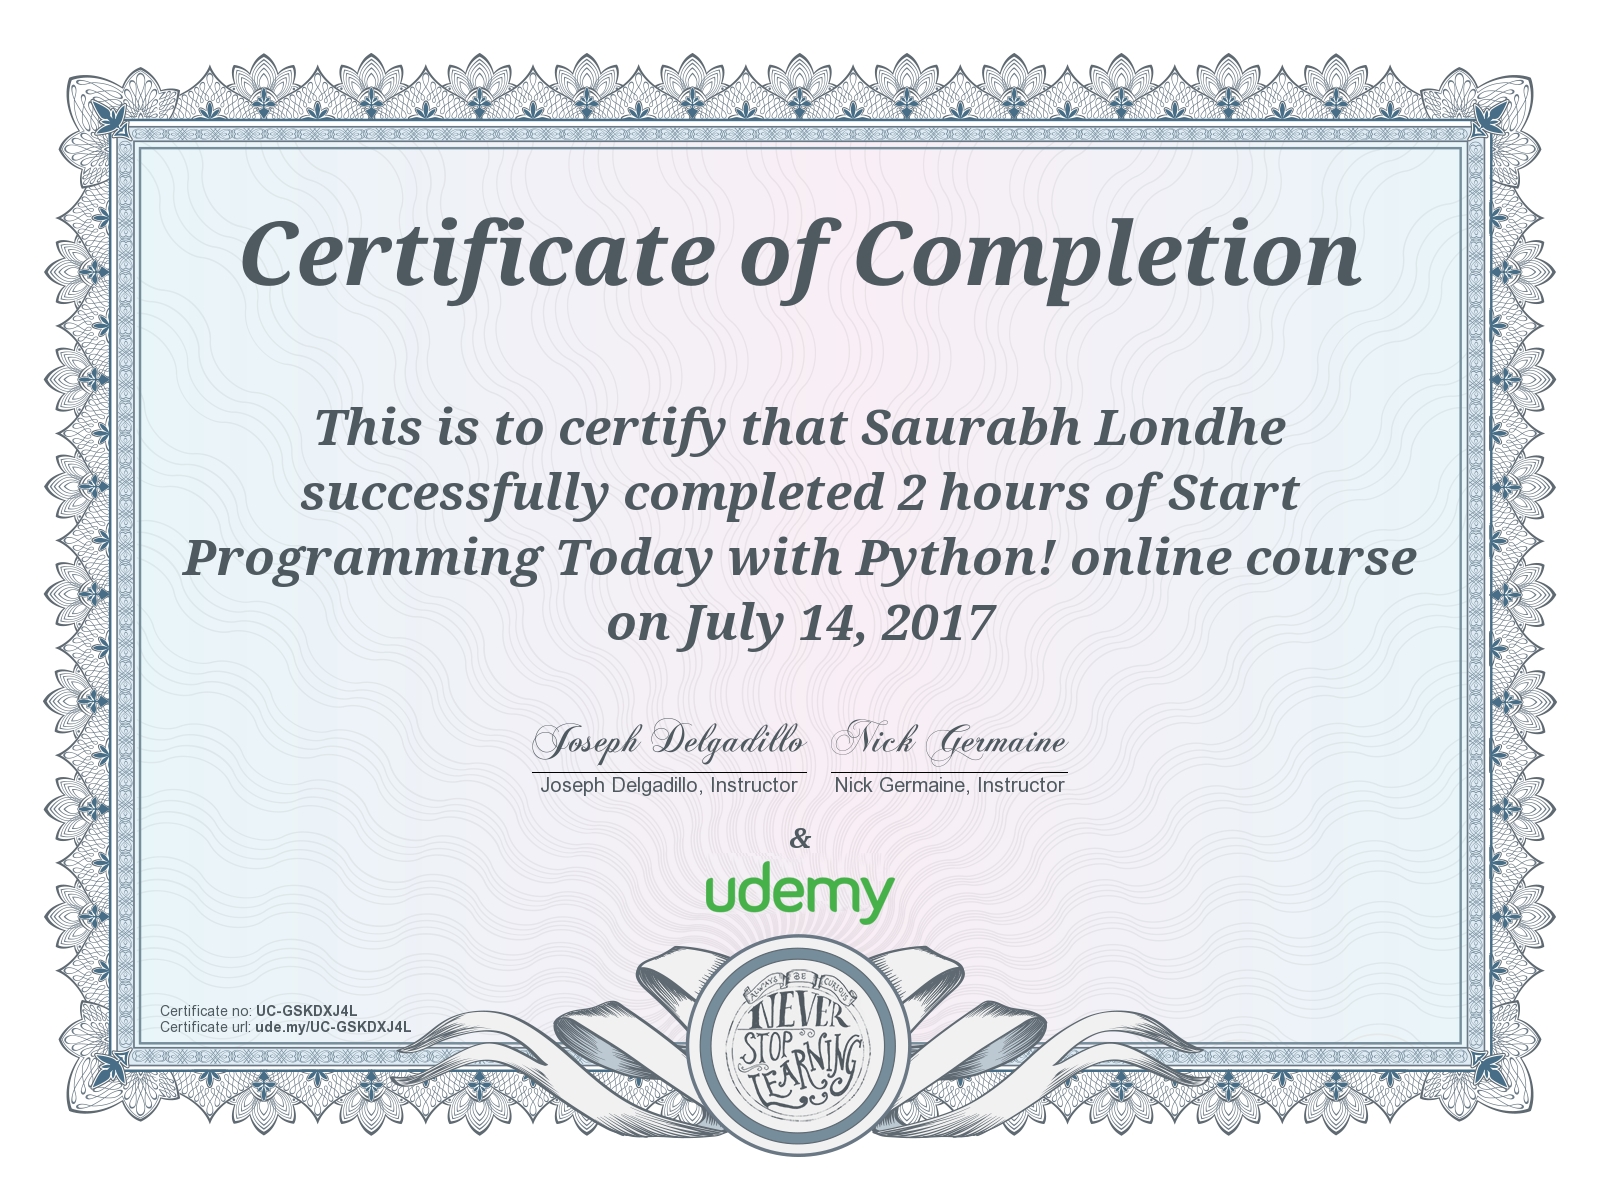 Certificate of Completion
This is to certify that Saurabh Londhe
successfully completed 2 hours of Start
Programming Today with Python! online course
on July 14, 2017
Joseph Delgadillo Nick Germaine
Joseph Delgadillo, Instructor Nick Germaine, Instructor
&
udemy
Certificate no: UC-GSKDXJ4L
Certificate url: ude.my/UC-GSKDXJ4L
ALWAYS BE CURIOUS
NEVER
STOP
LEARNING